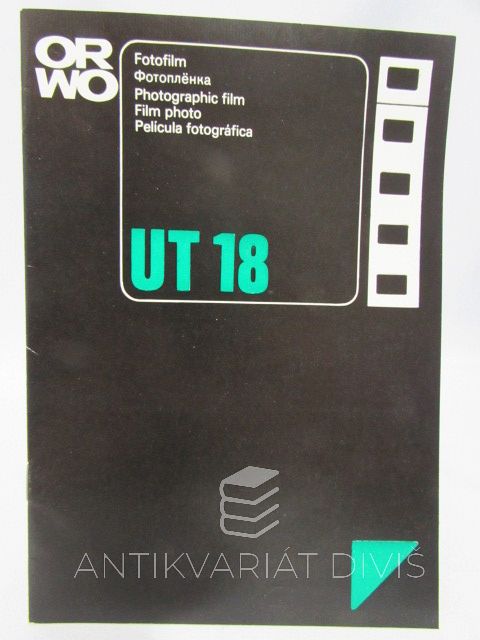 OR
WO
Fotofilm
Фотоплёнка
Photographic film
Film photo
Película fotográfica
UT 18
ANTIKVARIÁT DIVIŠ